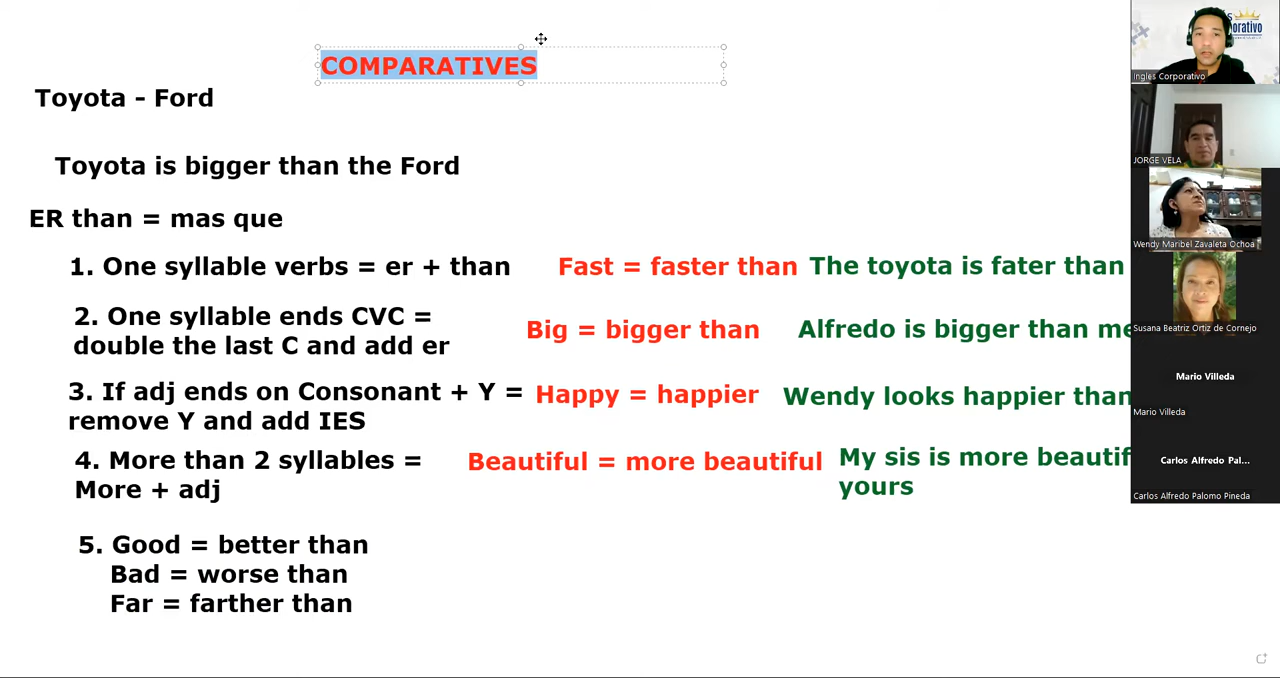 COMPARATIVES
Toyota - Ford
Toyota is bigger than the Ford
ER than = mas que
1. One syllable verbs = er + than
Fast = faster than
The toyota is fater than
2. One syllable ends CVC =
double the last C and add er
Big = bigger than
Alfredo is bigger than me
3. If adj ends on Consonant + Y =
remove Y and add IES
Happy = happier
Wendy looks happier than
4. More than 2 syllables =
More + adj
Beautiful = more beautiful
My sis is more beautif
yours
5. Good = better than
Bad = worse than
Far = farther than
orativo
Ingles Corporativo
JORGE VELA
Wendy Maribel Zavaleta Ochoa
Susana Beatriz Ortiz de Cornejo
Mario Villeda
Mario Villeda
Carlos Alfredo Pal...
Carlos Alfredo Palomo Pineda